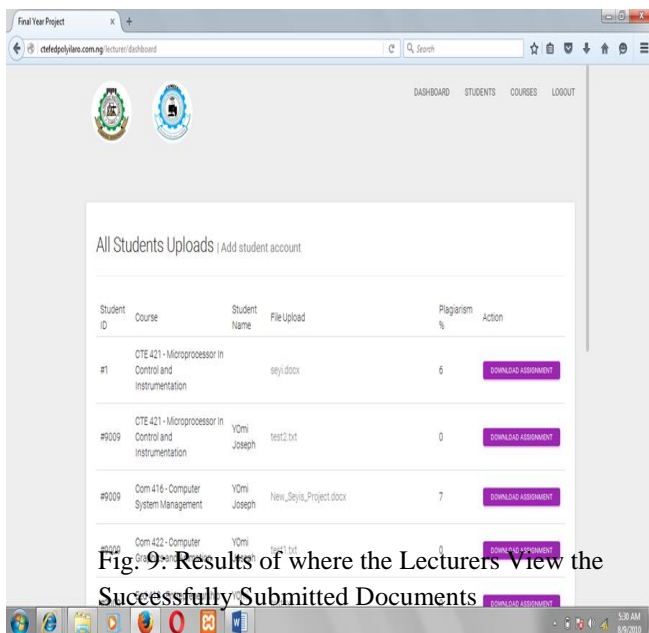 Final Year Project
ctefedpolyilaro.com.ng/lecturer/dashboard
Search
DASHBOARD STUDENTS COURSES LOGOUT
All Students Uploads | Add student account
Student ID Course Student Name File Upload Plagiarism % Action
CTE 421 - Microprocessor In
#1 Control and seyi.docx 6 DOWNLOAD ASSIGNMENT
Instrumentation
CTE 421 - Microprocessor In
#9009 Control and YOmi Joseph test2.txt 0 DOWNLOAD ASSIGNMENT
Instrumentation
#9009 Com 416 - Computer YOmi Joseph New_Seyis_Project.docx 7 DOWNLOAD ASSIGNMENT
System Management
#9009 Com 422 - Computer YOmi test1.txt 0 DOWNLOAD ASSIGNMENT
Fig. 9: Results of where the Lecturers View the
Successfully Submitted Documents
DOWNLOAD ASSIGNMENT
5:30 AM
8/9/2010